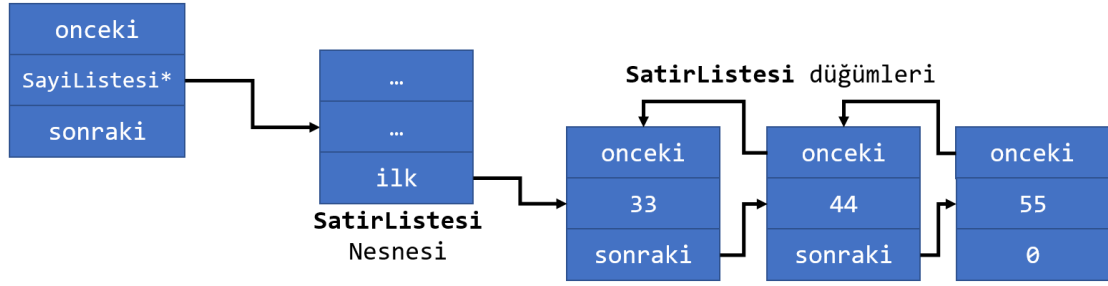 onceki
SayiListesi*
sonraki
…
…
ilk
SatirListesi
Nesnesi
SatirListesi düğümleri
onceki
33
sonraki
onceki
44
sonraki
onceki
55
0